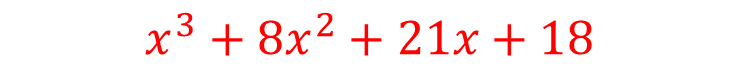 x³ + 8x² + 21x + 18